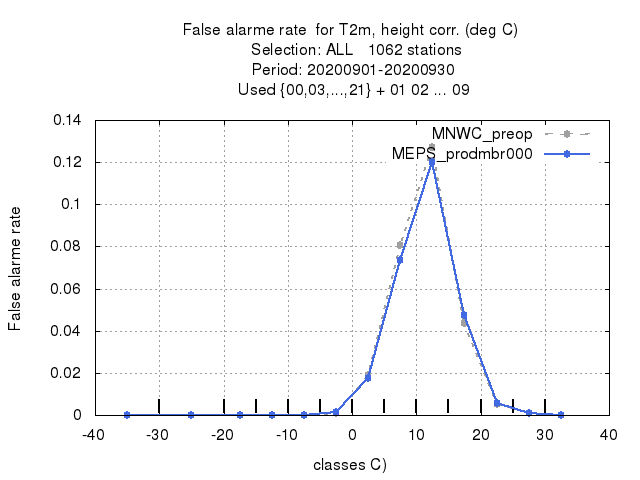 False alarme rate  for T2m, height corr. (deg C)
Selection: ALL   1062 stations
Period: 20200901-20200930
Used {00,03,...,21} + 01 02 ... 09
MNWC_preop
MEPS_prodmbr000
False alarme rate
0.14
0.12
0.1
0.08
0.06
0.04
0.02
0
-40 -30 -20 -10 0 10 20 30 40
classes C)